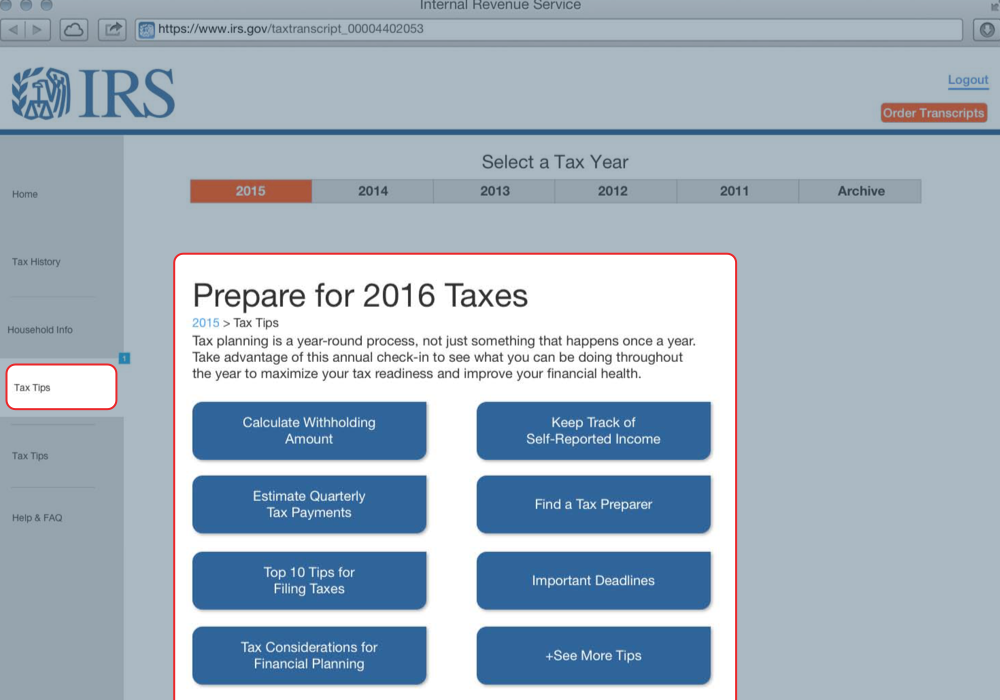 Internal Revenue Service
https://www.irs.gov/taxtranscript_00004402053
IRS
Logout
Order Transcripts
Select a Tax Year
2015 2014 2013 2012 2011 Archive
Home
Tax History
Household Info
1
Tax Tips
Tax Tips
Help & FAQ
Prepare for 2016 Taxes
2015 > Tax Tips
Tax planning is a year-round process, not just something that happens once a year.
Take advantage of this annual check-in to see what you can be doing throughout
the year to maximize your tax readiness and improve your financial health.
Calculate Withholding
Amount
Keep Track of
Self-Reported Income
Estimate Quarterly
Tax Payments
Find a Tax Preparer
Top 10 Tips for
Filing Taxes
Important Deadlines
Tax Considerations for
Financial Planning
+See More Tips